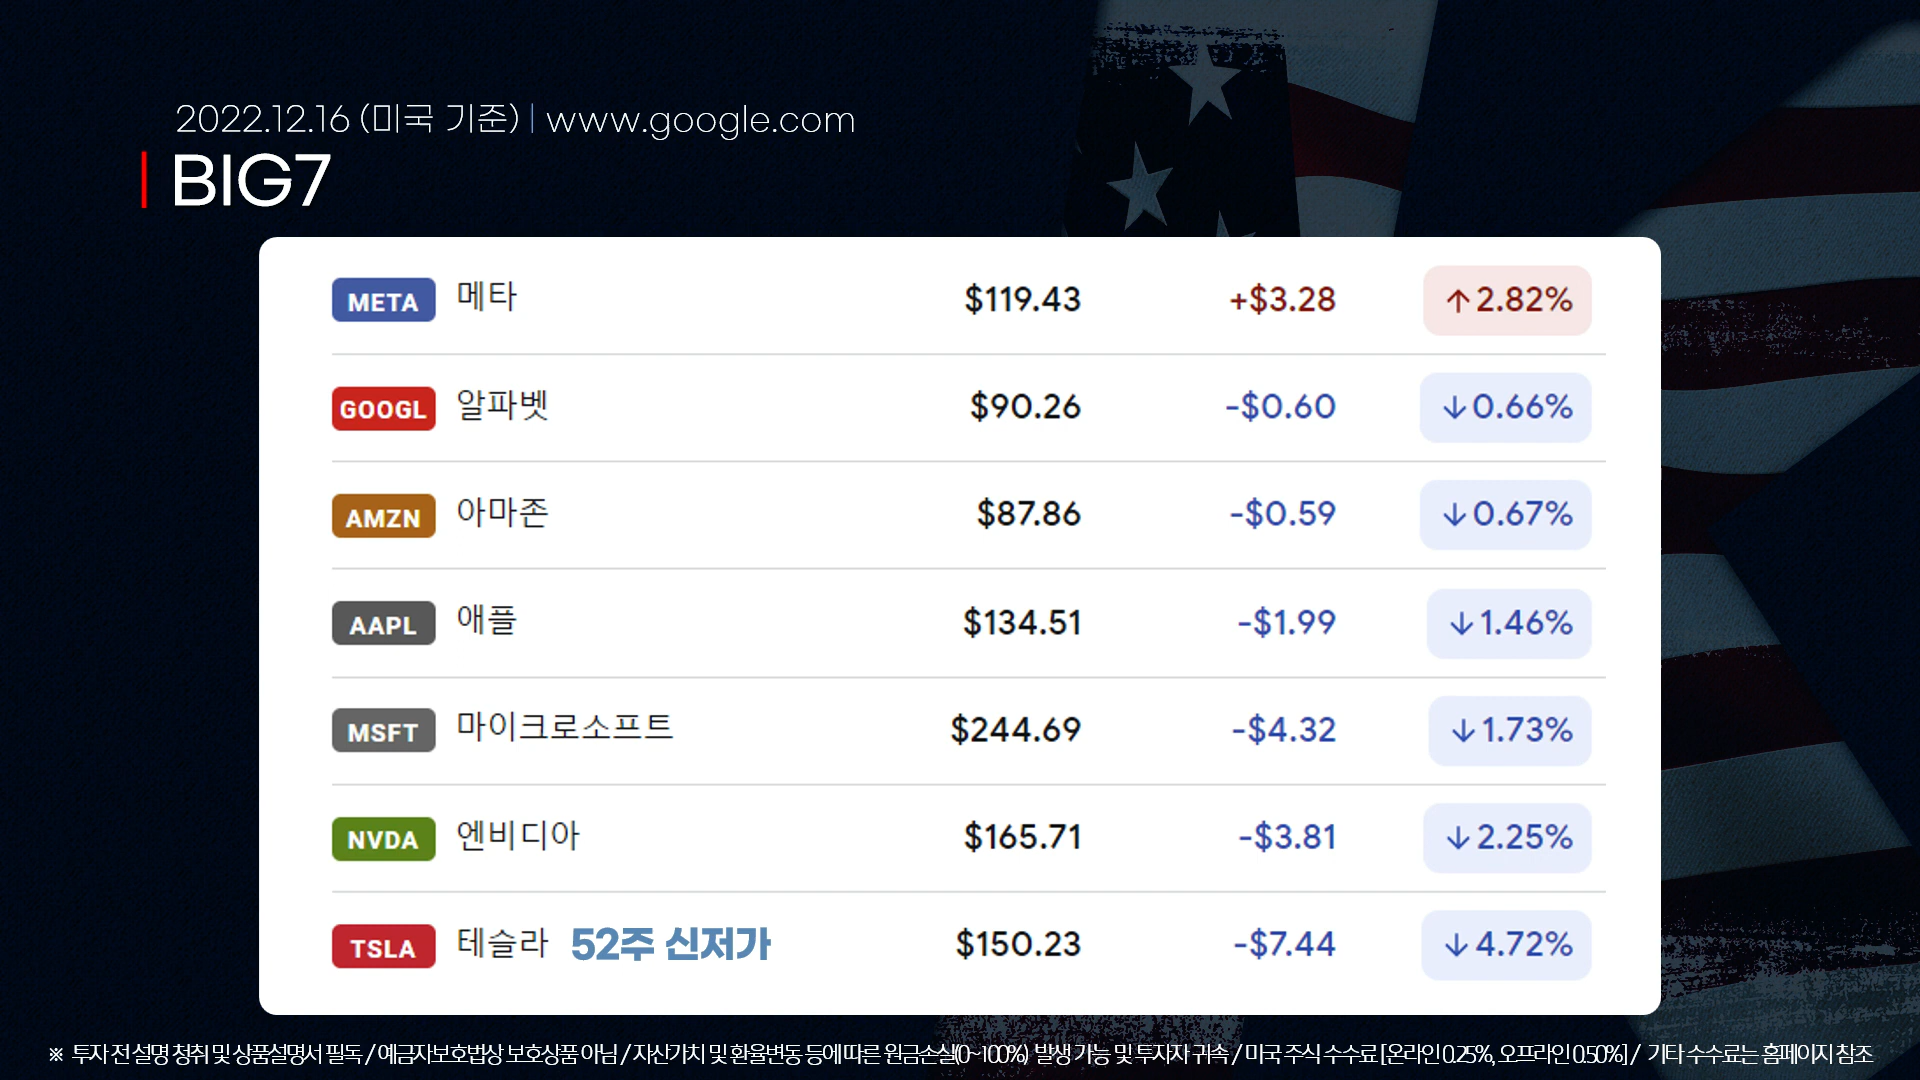 2022.12.16 (미국 기준) | www.google.com
BIG7
META 메타 $119.43 +$3.28 ↑2.82%
GOOGL 알파벳 $90.26 -$0.60 ↓0.66%
AMZN 아마존 $87.86 -$0.59 ↓0.67%
AAPL 애플 $134.51 -$1.99 ↓1.46%
MSFT 마이크로소프트 $244.69 -$4.32 ↓1.73%
NVDA 엔비디아 $165.71 -$3.81 ↓2.25%
TSLA 테슬라 52주 신저가 $150.23 -$7.44 ↓4.72%
※ 투자 전 설명 청취 및 상품설명서 필독 / 예금자보호법상 보호상품 아님 / 자산가치 및 환율변동 등에 따른 원금손실(0~100%) 발생 가능 및 투자자 귀속 / 미국 주식 수수료 [온라인 0.25%, 오프라인 0.50%] / 기타 수수료는 홈페이지 참조